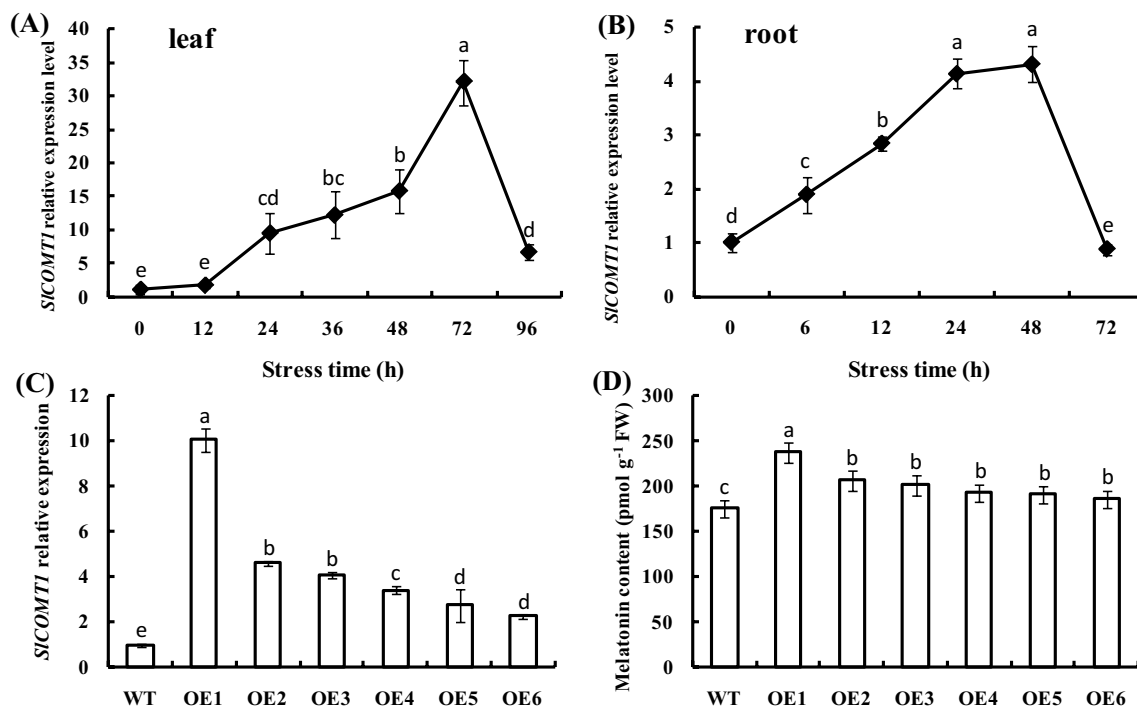 (A)
leaf
SlCOMT1 relative expression level
40
35
30
25
20
15
10
5
0
e
e
cd
bc
b
a
d
0 12 24 36 48 72 96
Stress time (h)
(B)
root
SlCOMT1 relative expression level
5
4
3
2
1
0
d
c
b
a
a
e
0 6 12 24 48 72
Stress time (h)
(C)
SlCOMT1 relative expression
12
10
8
6
4
2
0
e
a
b
b
c
d
d
WT OE1 OE2 OE3 OE4 OE5 OE6
(D)
Melatonin content (pmol g⁻¹ FW)
300
250
200
150
100
50
0
c
a
b
b
b
b
b
WT OE1 OE2 OE3 OE4 OE5 OE6